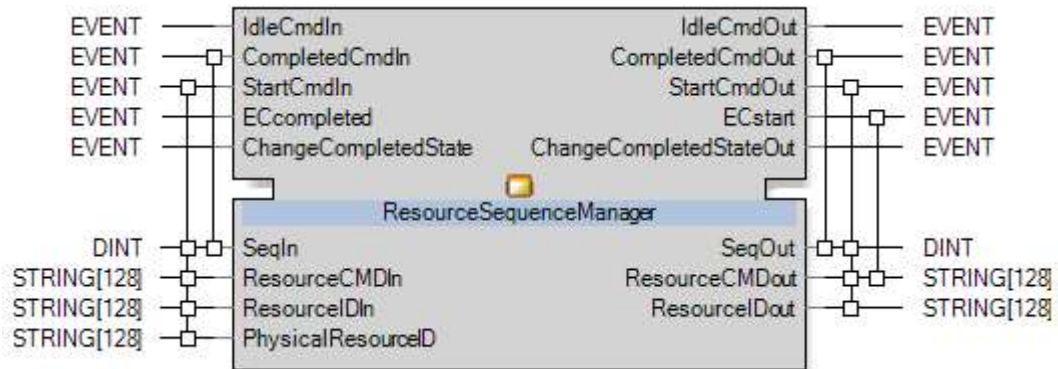 EVENT IdleCmdIn IdleCmdOut EVENT
EVENT CompletedCmdIn CompletedCmdOut EVENT
EVENT StartCmdIn StartCmdOut EVENT
EVENT ECcompleted ECstart EVENT
EVENT ChangeCompletedState ChangeCompletedStateOut EVENT
ResourceSequenceManager
DINT SeqIn SeqOut DINT
STRING[128] ResourceCMDIn ResourceCMDout STRING[128]
STRING[128] ResourceIDIn ResourceIDout STRING[128]
STRING[128] PhysicalResourceID